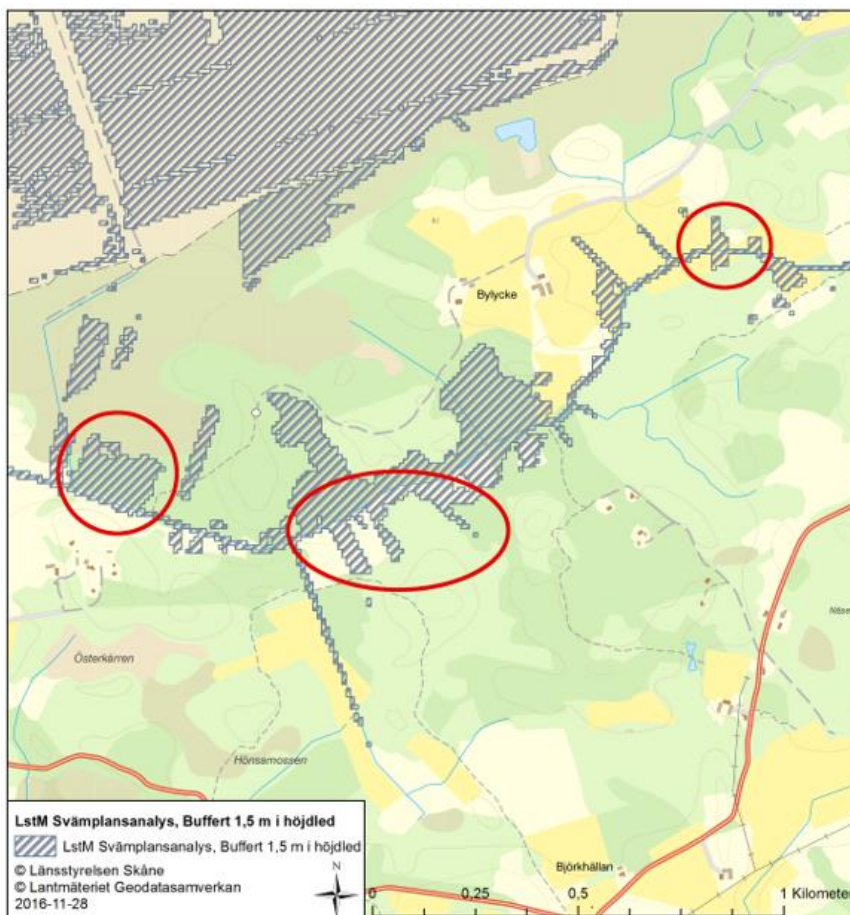 Bylycke
Näse
Österkärren
Hönsamossen
Björkhällan
LstM Svämplansanalys, Buffert 1,5 m i höjdled
LstM Svämplansanalys, Buffert 1,5 m i höjdled
© Länsstyrelsen Skåne
© Lantmäteriet Geodatasamverkan
2016-11-28
N
0 0,25 0,5 1 Kilometer